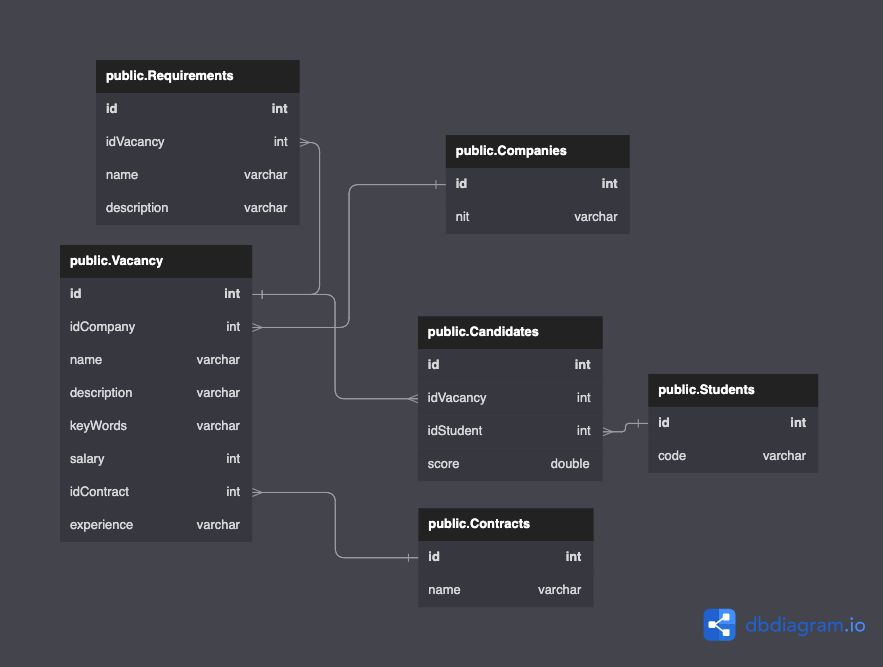 public.Requirements
id int
idVacancy int
name varchar
description varchar
public.Vacancy
id int
idCompany int
name varchar
description varchar
keyWords varchar
salary int
idContract int
experience varchar
public.Companies
id int
nit varchar
public.Candidates
id int
idVacancy int
idStudent int
score double
public.Students
id int
code varchar
public.Contracts
id int
name varchar
dbdiagram.io